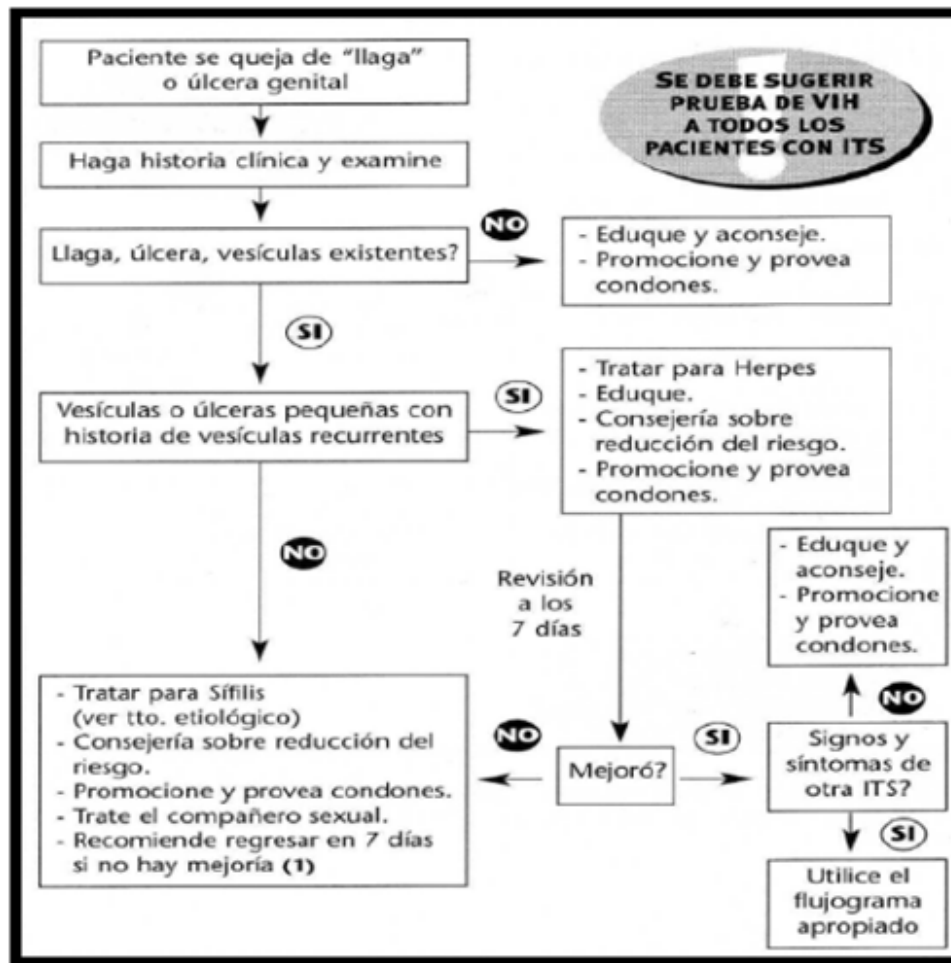 Paciente se queja de "llaga"
o úlcera genital
SE DEBE SUGERIR
PRUEBA DE VIH
A TODOS LOS
PACIENTES CON ITS
Haga historia clínica y examine
Llaga, úlcera, vesículas existentes?
NO
- Eduque y aconseje.
- Promocione y provea
condones.
SI
Vesículas o úlceras pequeñas con
historia de vesículas recurrentes
SI
- Tratar para Herpes
- Eduque.
- Consejería sobre
reducción del riesgo.
- Promocione y provea
condones.
NO
Revisión
a los
7 días
- Eduque y
aconseje.
- Promocione
y provea
condones.
- Tratar para Sífilis
(ver tto. etiológico)
- Consejería sobre reducción del
riesgo.
- Promocione y provea condones.
- Trate el compañero sexual.
- Recomiende regresar en 7 días
si no hay mejoría (1)
NO
Mejoró?
SI
NO
Signos y
síntomas de
otra ITS?
SI
Utilice el
flujograma
apropiado